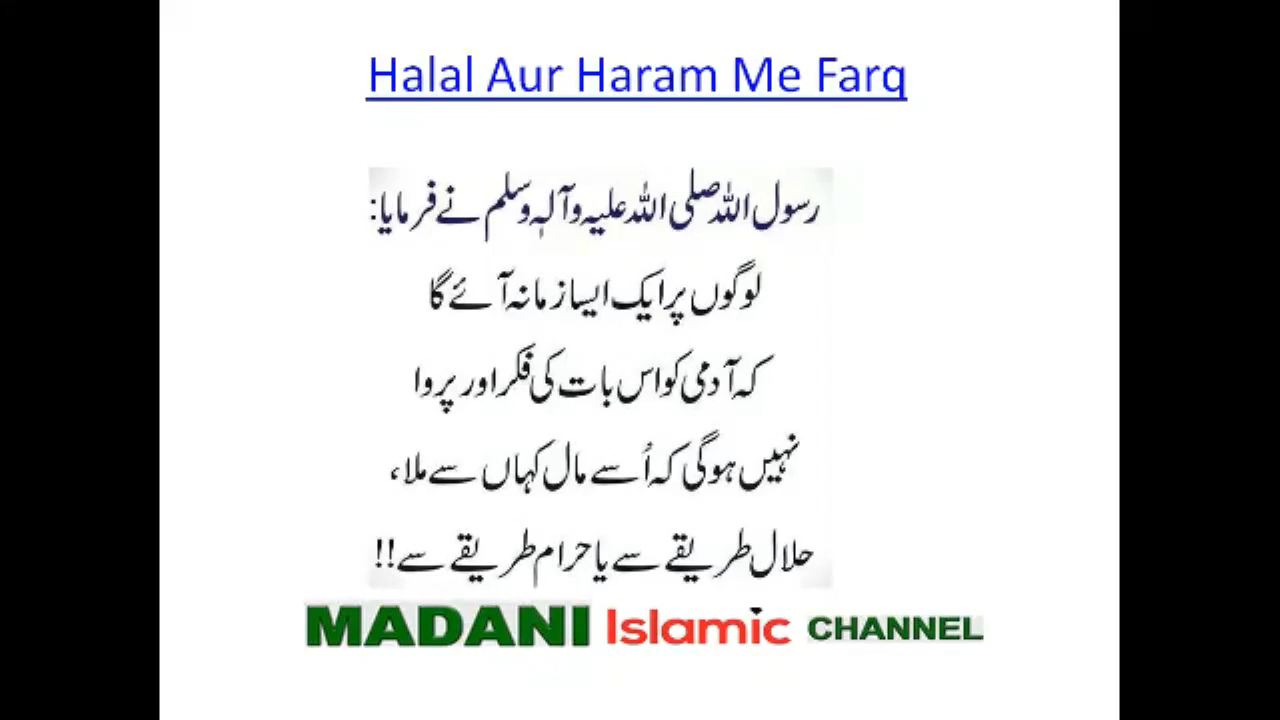 Halal Aur Haram Me Farq
رسول اللہ صلی اللہ علیہ وآلہٖ وسلم نے فرمایا:
لوگوں پر ایک ایسا زمانہ آئے گا
کہ آدمی کو اس بات کی فکر اور پروا
نہیں ہوگی کہ اُسے مال کہاں سے ملا،
حلال طریقے سے یا حرام طریقے سے!!
MADANI Islamic CHANNEL